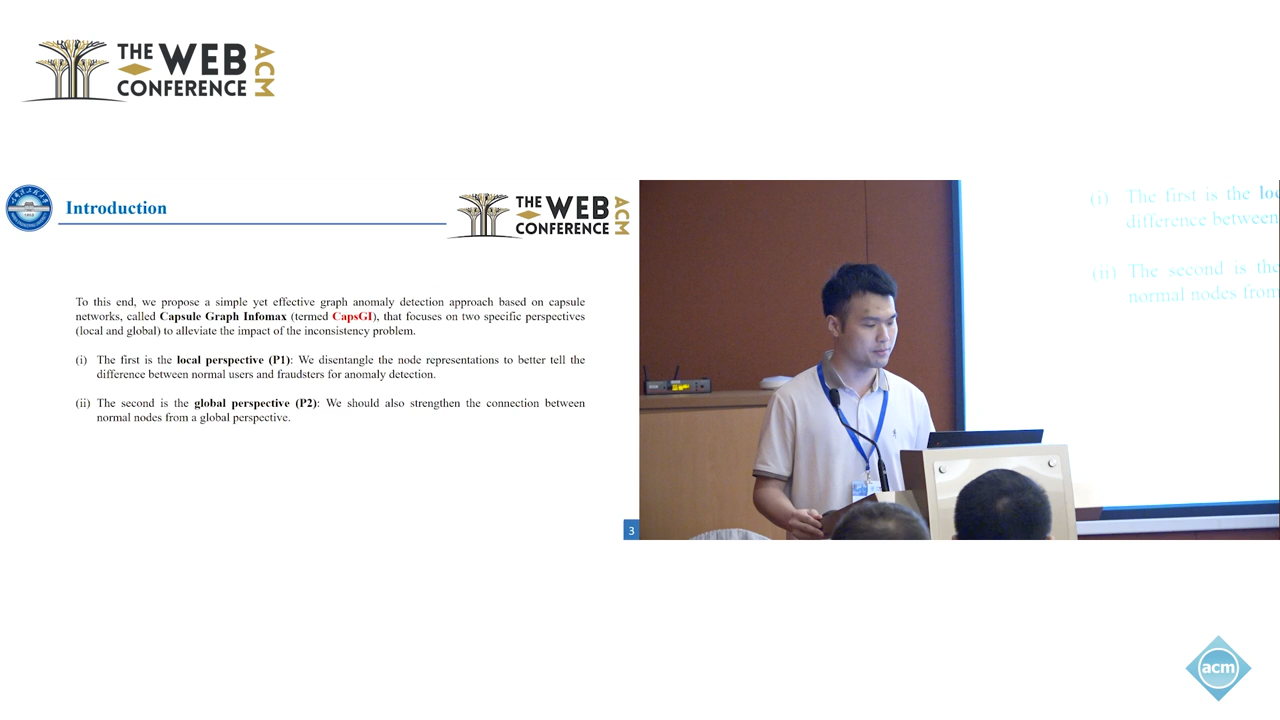 THE WEB
CONFERENCE
ACM
Introduction
THE WEB
CONFERENCE
ACM
To this end, we propose a simple yet effective graph anomaly detection approach based on capsule
networks, called Capsule Graph Infomax (termed CapsGI), that focuses on two specific perspectives
(local and global) to alleviate the impact of the inconsistency problem.
(i) The first is the local perspective (P1): We disentangle the node representations to better tell the
difference between normal users and fraudsters for anomaly detection.
(ii) The second is the global perspective (P2): We should also strengthen the connection between
normal nodes from a global perspective.
3
(i) The first is the
difference between
(ii) The second is the
normal nodes from
acm